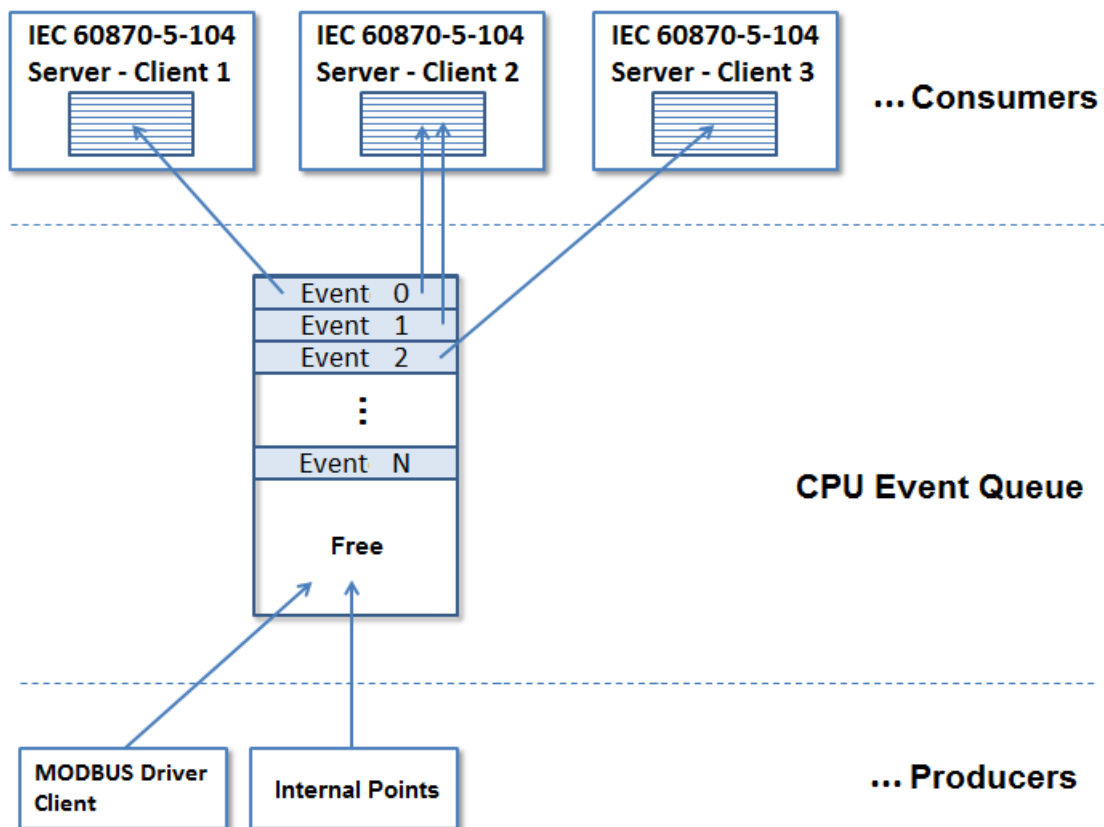 IEC 60870-5-104
Server - Client 1
IEC 60870-5-104
Server - Client 2
IEC 60870-5-104
Server - Client 3
... Consumers
Event 0
Event 1
Event 2
⋮
Event N
Free
CPU Event Queue
MODBUS Driver
Client
Internal Points
... Producers